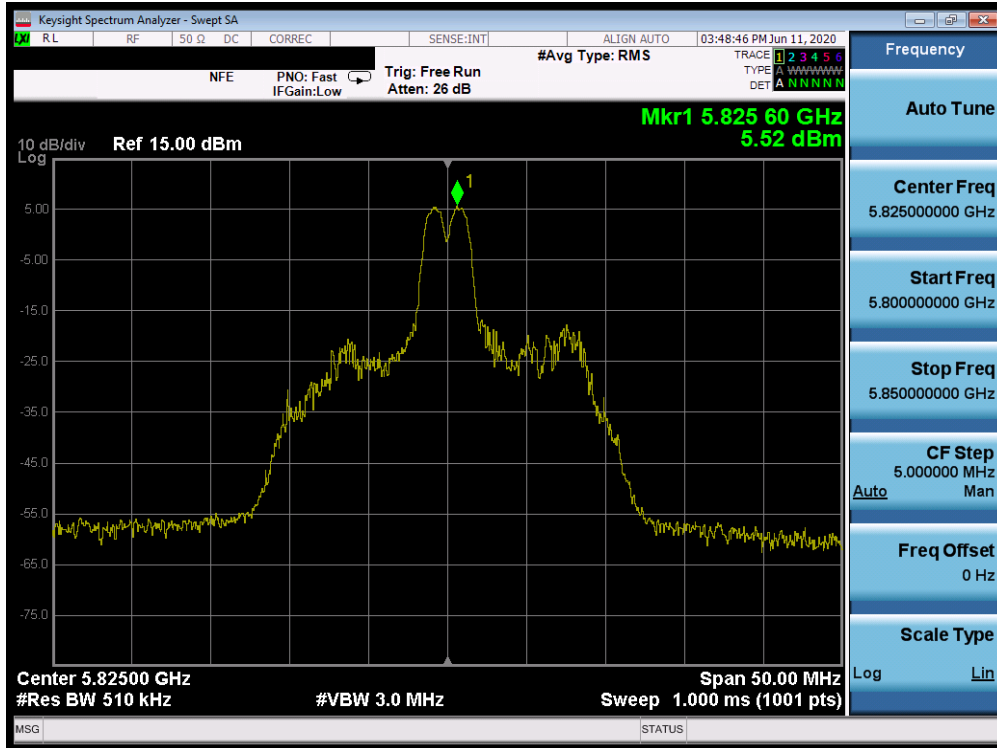 Keysight Spectrum Analyzer - Swept SA
LXI RL RF 50 Ω DC CORREC SENSE:INT ALIGN AUTO 03:48:46 PM Jun 11, 2020
NFE PNO: Fast Trig: Free Run #Avg Type: RMS TRACE 1 2 3 4 5 6
IFGain:Low Atten: 26 dB TYPE A WWWWW
DET A N N N N N
Mkr1 5.825 60 GHz
5.52 dBm
10 dB/div Ref 15.00 dBm
Log
1
5.00
-5.00
-15.0
-25.0
-35.0
-45.0
-55.0
-65.0
-75.0
Center 5.82500 GHz Span 50.00 MHz
#Res BW 510 kHz #VBW 3.0 MHz Sweep 1.000 ms (1001 pts)
MSG STATUS
Frequency
Auto Tune
Center Freq
5.825000000 GHz
Start Freq
5.800000000 GHz
Stop Freq
5.850000000 GHz
CF Step
5.000000 MHz
Auto Man
Freq Offset
0 Hz
Scale Type
Log Lin